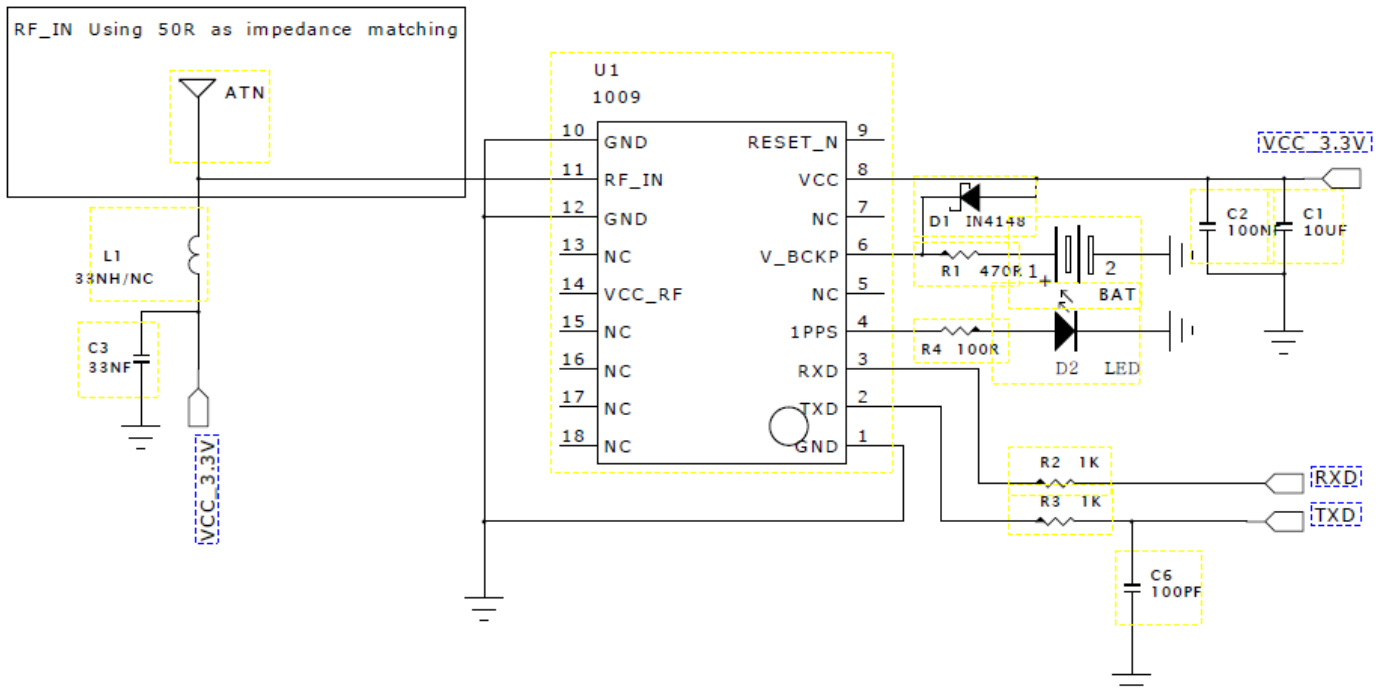 RF_IN Using 50R as impedance matching
ATN
L1
33NH/NC
C3
33NF
VCC_3.3V
U1
1009
10 GND
11 RF_IN
12 GND
13 NC
14 VCC_RF
15 NC
16 NC
17 NC
18 NC
RESET_N 9
VCC 8
NC 7
V_BCKP 6
NC 5
1PPS 4
RXD 3
TXD 2
GND 1
D1 IN4148
R1 470R
1 + 2
BAT
R4 100R
D2 LED
VCC_3.3V
C2
100NF
C1
10UF
R2 1K
R3 1K
RXD
TXD
C6
100PF